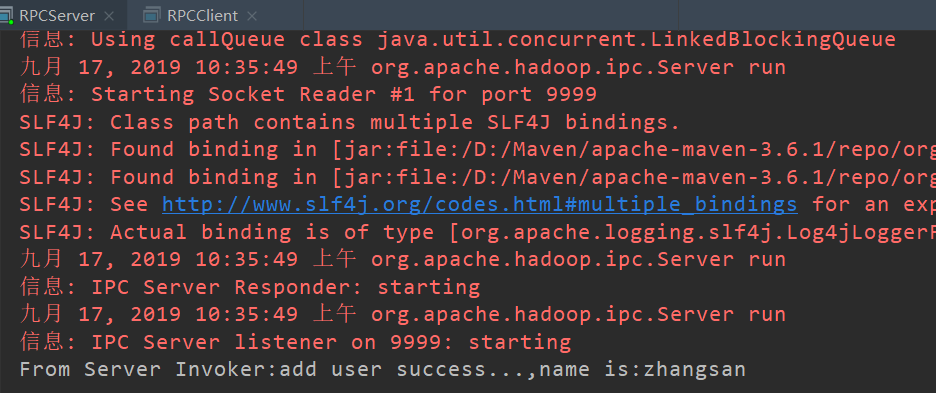 RPCServer × RPCClient ×
信息: Using callQueue class java.util.concurrent.LinkedBlockingQueue
九月 17, 2019 10:35:49 上午 org.apache.hadoop.ipc.Server run
信息: Starting Socket Reader #1 for port 9999
SLF4J: Class path contains multiple SLF4J bindings.
SLF4J: Found binding in [jar:file:/D:/Maven/apache-maven-3.6.1/repo/org
SLF4J: Found binding in [jar:file:/D:/Maven/apache-maven-3.6.1/repo/org
SLF4J: See http://www.slf4j.org/codes.html#multiple_bindings for an exp
SLF4J: Actual binding is of type [org.apache.logging.slf4j.Log4jLoggerF
九月 17, 2019 10:35:49 上午 org.apache.hadoop.ipc.Server run
信息: IPC Server Responder: starting
九月 17, 2019 10:35:49 上午 org.apache.hadoop.ipc.Server run
信息: IPC Server listener on 9999: starting
From Server Invoker:add user success...,name is:zhangsan